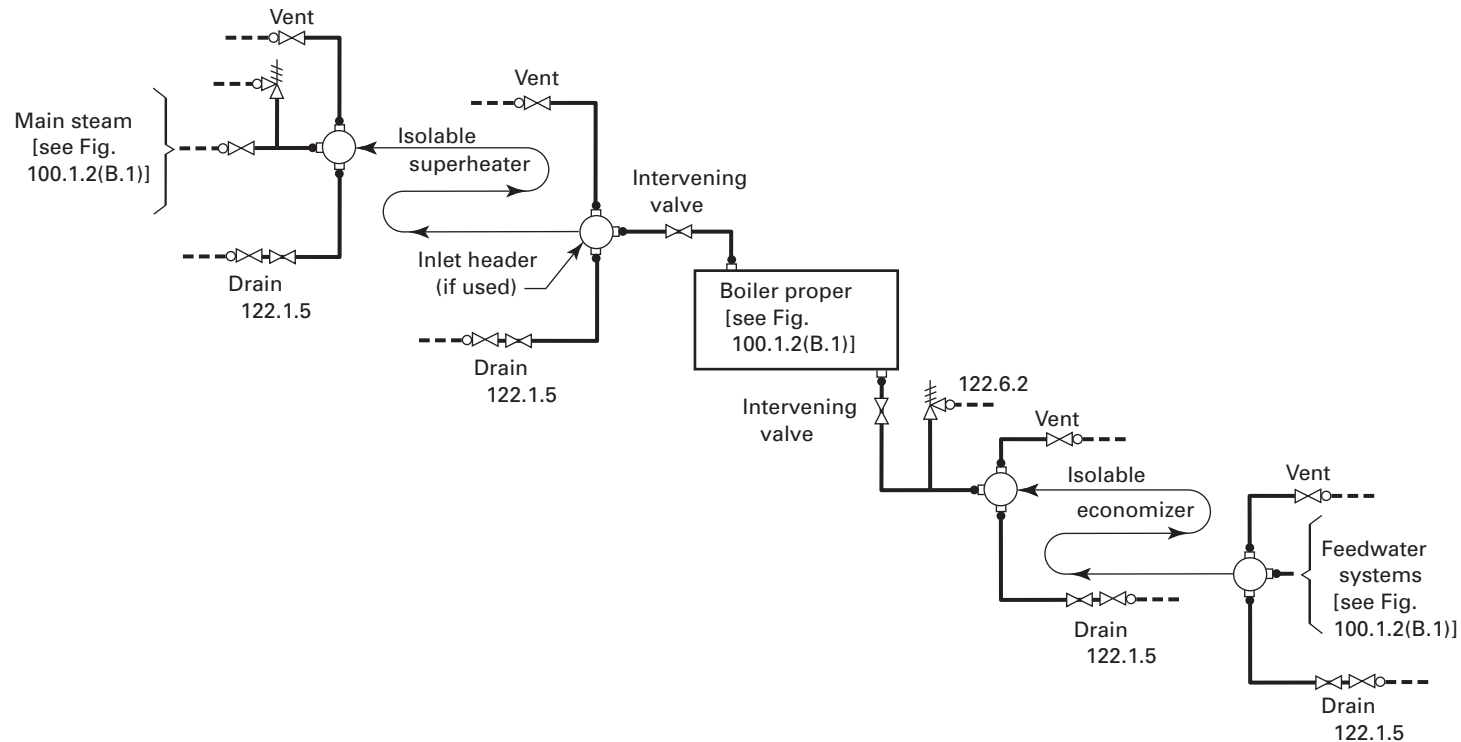 Vent
Main steam
[see Fig.
100.1.2(B.1)]
Drain
122.1.5
Vent
Isolable
superheater
Inlet header
(if used)
Drain
122.1.5
Intervening
valve
Boiler proper
[see Fig.
100.1.2(B.1)]
Intervening
valve
122.6.2
Vent
Isolable
economizer
Drain
122.1.5
Vent
Feedwater
systems
[see Fig.
100.1.2(B.1)]
Drain
122.1.5